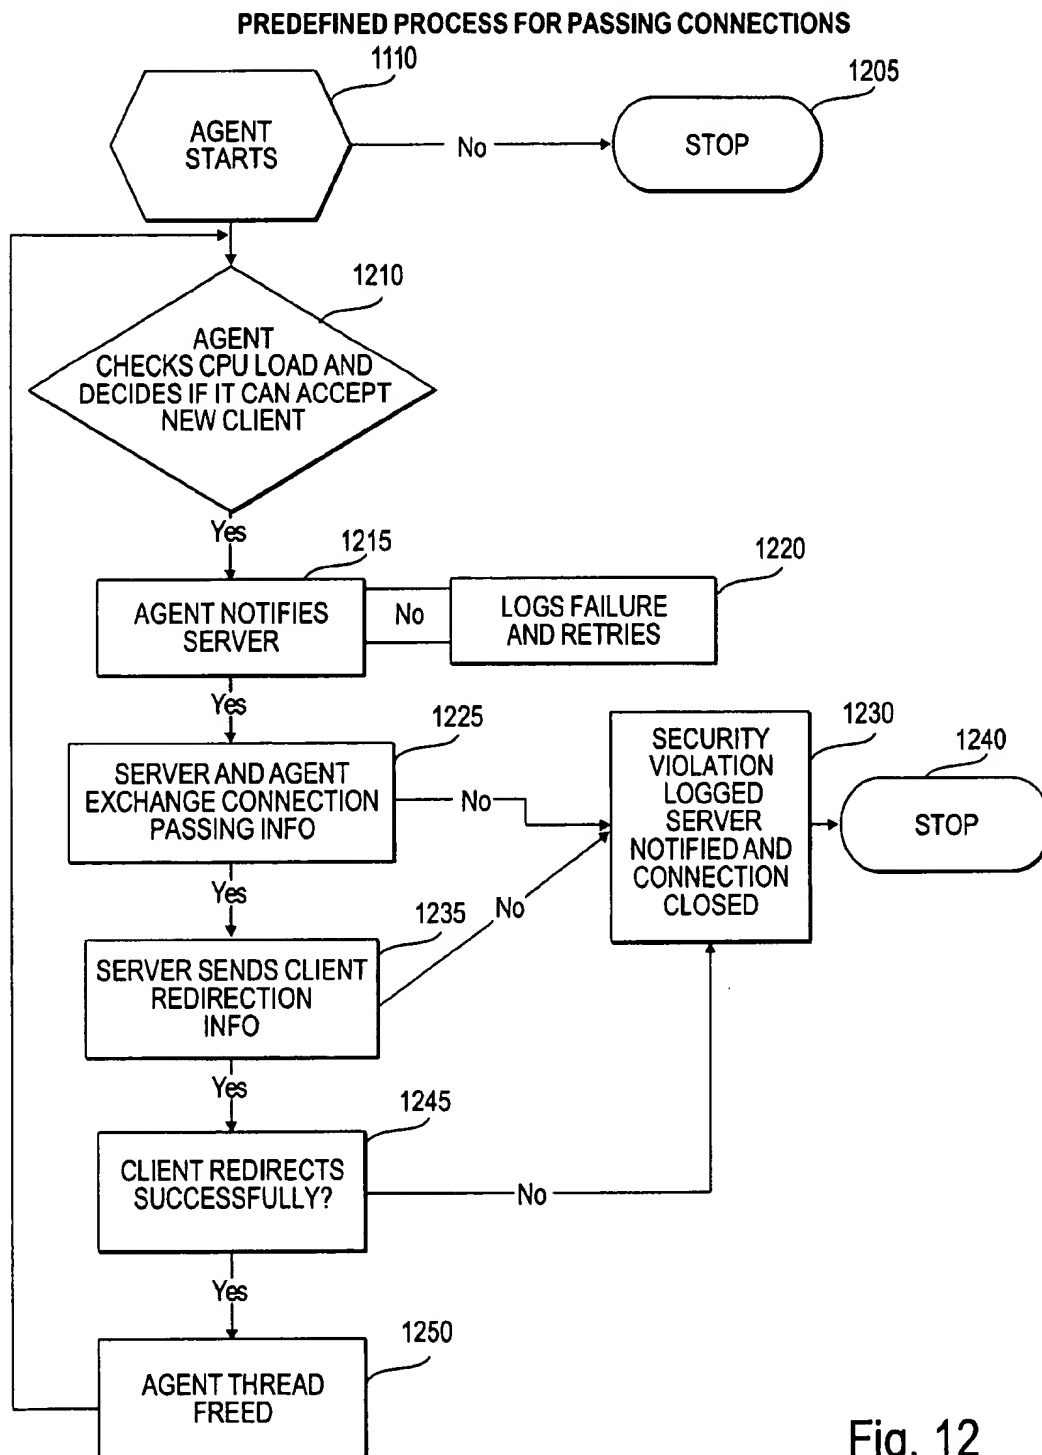 PREDEFINED PROCESS FOR PASSING CONNECTIONS
1110
AGENT
STARTS
No
1205
STOP
1210
AGENT
CHECKS CPU LOAD AND
DECIDES IF IT CAN ACCEPT
NEW CLIENT
Yes
1215
AGENT NOTIFIES
SERVER
No
1220
LOGS FAILURE
AND RETRIES
Yes
1225
SERVER AND AGENT
EXCHANGE CONNECTION
PASSING INFO
No
1230
SECURITY
VIOLATION
LOGGED
SERVER
NOTIFIED AND
CONNECTION
CLOSED
1240
STOP
Yes
1235
SERVER SENDS CLIENT
REDIRECTION
INFO
No
Yes
1245
CLIENT REDIRECTS
SUCCESSFULLY?
No
Yes
1250
AGENT THREAD
FREED
Fig. 12